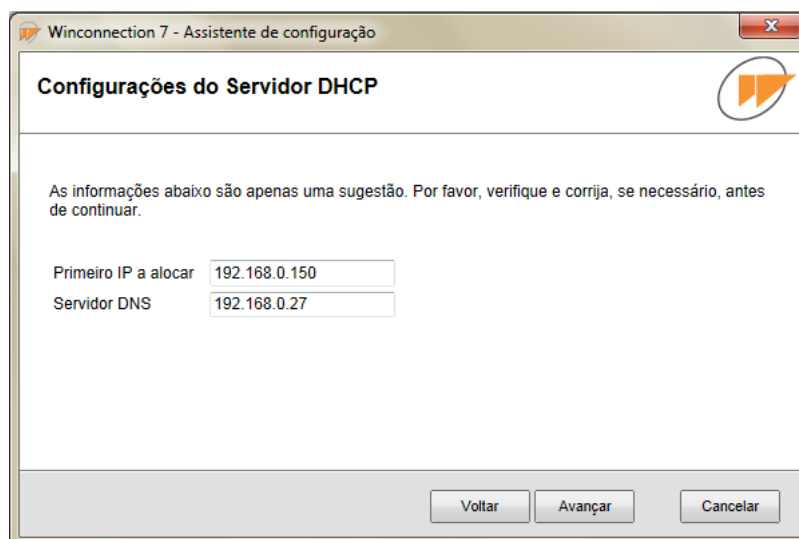 Winconnection 7 - Assistente de configuração
Configurações do Servidor DHCP
As informações abaixo são apenas uma sugestão. Por favor, verifique e corrija, se necessário, antes
de continuar.
Primeiro IP a alocar 192.168.0.150
Servidor DNS 192.168.0.27
Voltar Avançar Cancelar